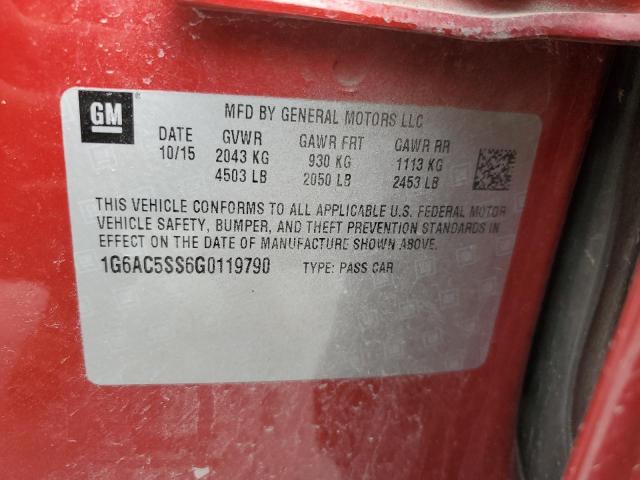 GM
MFD BY GENERAL MOTORS LLC
DATE GVWR GAWR FRT GAWR RR
10/15 2043 KG 930 KG 1113 KG
4503 LB 2050 LB 2453 LB
THIS VEHICLE CONFORMS TO ALL APPLICABLE U.S. FEDERAL MOTOR
VEHICLE SAFETY, BUMPER, AND THEFT PREVENTION STANDARDS IN
EFFECT ON THE DATE OF MANUFACTURE SHOWN ABOVE.
1G6AC5SS6G0119790 TYPE: PASS CAR